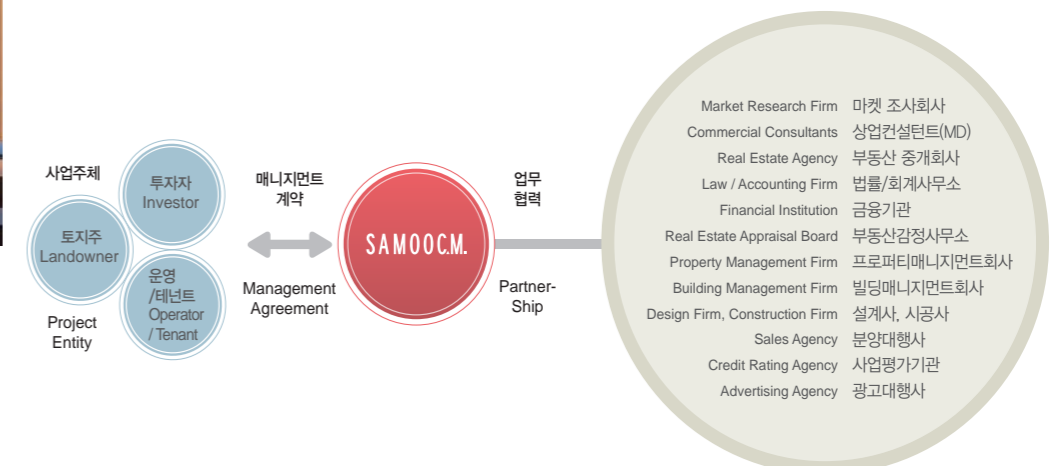 사업주체
투자자
Investor
토지주
Landowner
운영
/테넌트
Operator
/ Tenant
Project
Entity
매니지먼트
계약
Management
Agreement
SAMOOC.M.
업무
협력
Partner-
Ship
Market Research Firm 마켓 조사회사
Commercial Consultants 상업컨설턴트(MD)
Real Estate Agency 부동산 중개회사
Law / Accounting Firm 법률/회계사무소
Financial Institution 금융기관
Real Estate Appraisal Board 부동산감정사무소
Property Management Firm 프로퍼티매니지먼트회사
Building Management Firm 빌딩매니지먼트회사
Design Firm, Construction Firm 설계사, 시공사
Sales Agency 분양대행사
Credit Rating Agency 사업평가기관
Advertising Agency 광고대행사